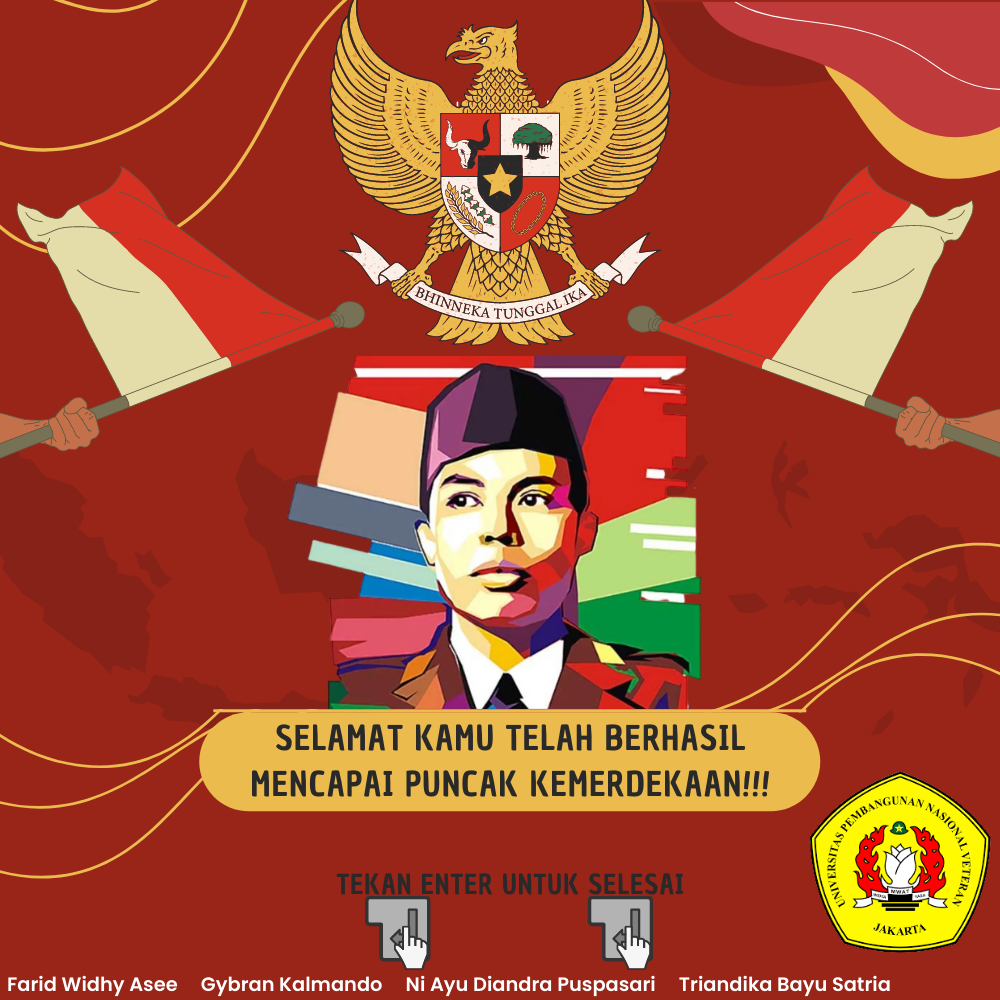 BHINNEKA TUNGGAL IKA
SELAMAT KAMU TELAH BERHASIL
MENCAPAI PUNCAK KEMERDEKAAN!!!
UNIVERSITAS PEMBANGUNAN NASIONAL VETERAN
MWAT
JAKARTA
TEKAN ENTER UNTUK SELESAI
Farid Widhy Asee Gybran Kalmando Ni Ayu Diandra Puspasari Triandika Bayu Satria